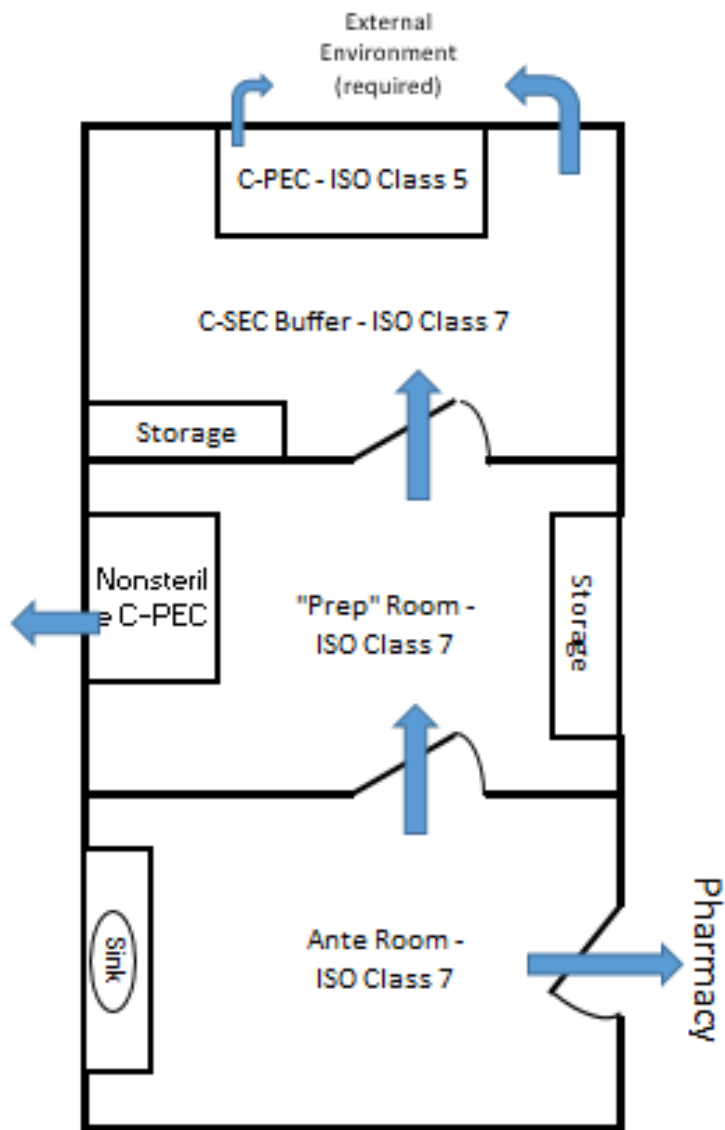 External
Environment
(required)
C-PEC - ISO Class 5
C-SEC Buffer - ISO Class 7
Storage
Nonsteril
e C-PEC
"Prep" Room -
ISO Class 7
Storage
Sink
Ante Room -
ISO Class 7
Pharmacy